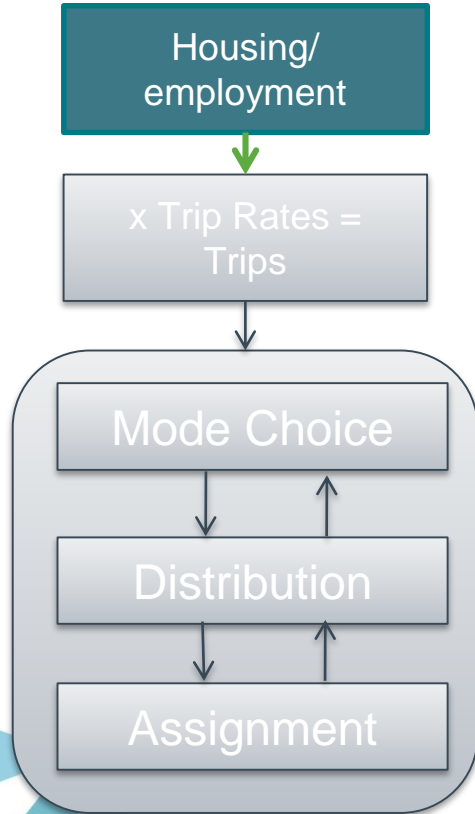 Housing/
employment
x Trip Rates =
Trips
Mode Choice
Distribution
Assignment